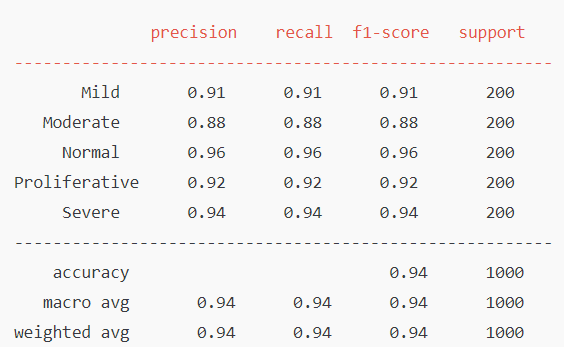 precision recall f1-score support
-------------------------------------------------------
Mild 0.91 0.91 0.91 200
Moderate 0.88 0.88 0.88 200
Normal 0.96 0.96 0.96 200
Proliferative 0.92 0.92 0.92 200
Severe 0.94 0.94 0.94 200
-------------------------------------------------------
accuracy 0.94 1000
macro avg 0.94 0.94 0.94 1000
weighted avg 0.94 0.94 0.94 1000